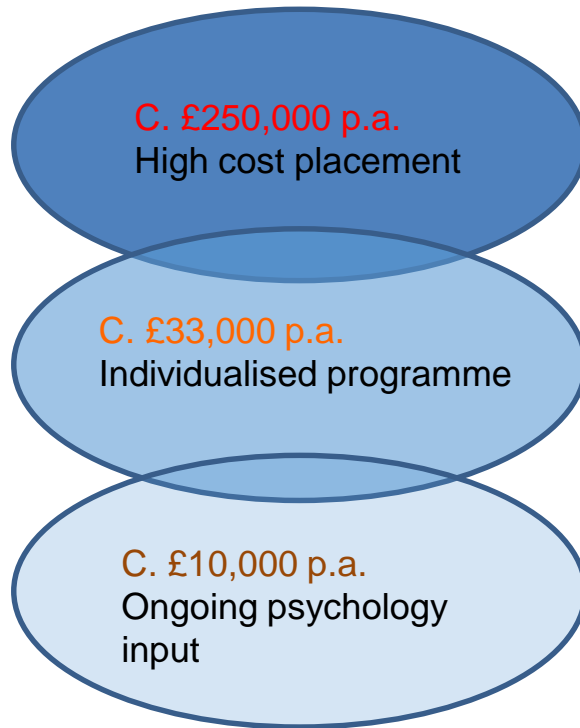 C. £250,000 p.a.
High cost placement
C. £33,000 p.a.
Individualised programme
C. £10,000 p.a.
Ongoing psychology
input